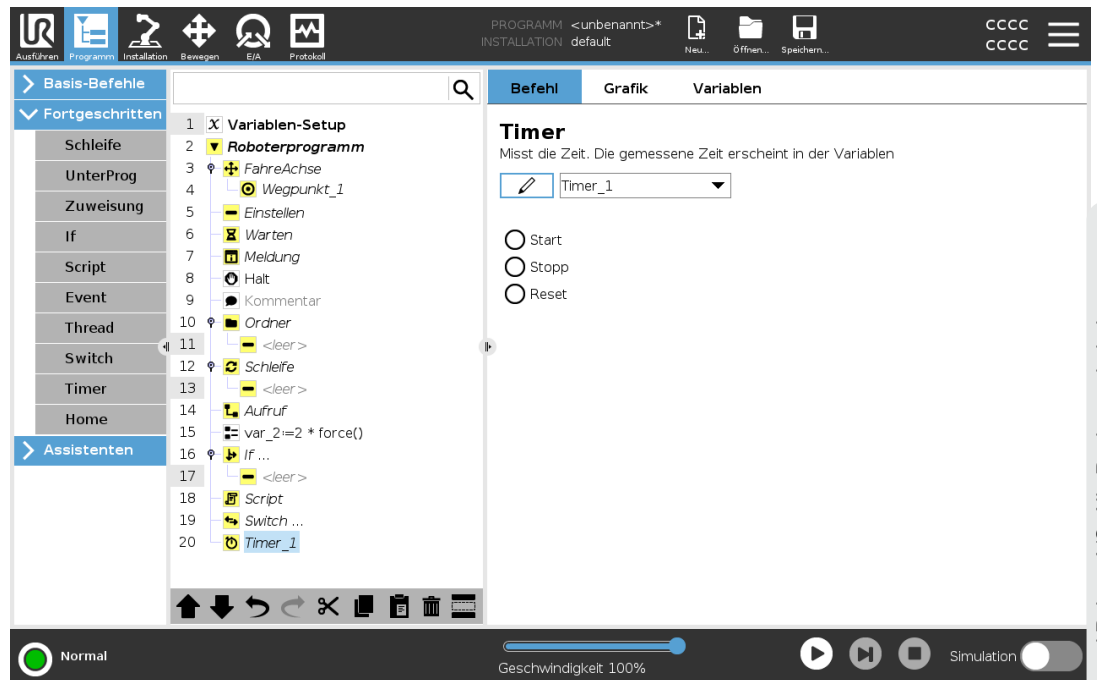 PROGRAMM <unbenannt>*
INSTALLATION default
CCCC
CCCC
Ausführen Programm Installation Bewegen E/A Protokoll
Neu... Öffnen... Speichern...
Basis-Befehle
Fortgeschritten
Schleife
UnterProg
Zuweisung
If
Script
Event
Thread
Switch
Timer
Home
Assistenten
1 X Variablen-Setup
2 Roboterprogramm
3 FahreAchse
4 Wegpunkt_1
5 Einstellen
6 Warten
7 Meldung
8 Halt
9 Kommentar
10 Ordner
11 <leer>
12 Schleife
13 <leer>
14 Aufruf
15 var_2:=2 * force()
16 If ...
17 <leer>
18 Script
19 Switch ...
20 Timer_1
Befehl Grafik Variablen
Timer
Misst die Zeit. Die gemessene Zeit erscheint in der Variablen
Timer_1
Start
Stopp
Reset
Normal
Geschwindigkeit 100%
Simulation